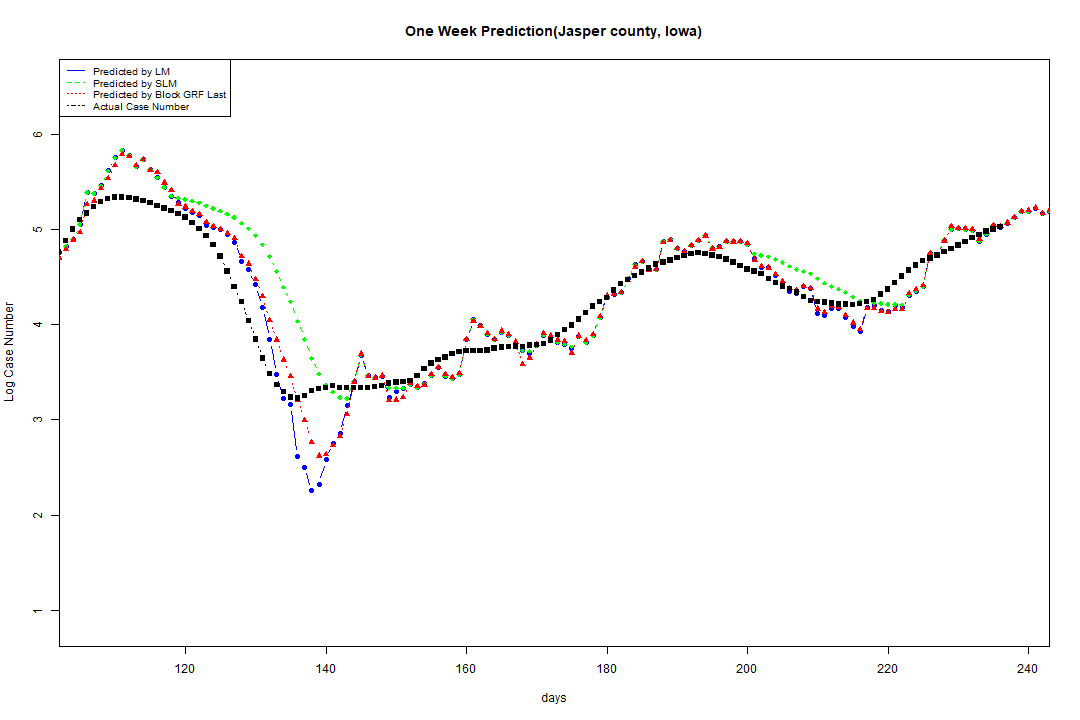 One Week Prediction(Jasper county, Iowa)
Predicted by LM
Predicted by SLM
Predicted by Block GRF Last
Actual Case Number
6
5
4
3
2
1
Log Case Number
120 140 160 180 200 220 240
days